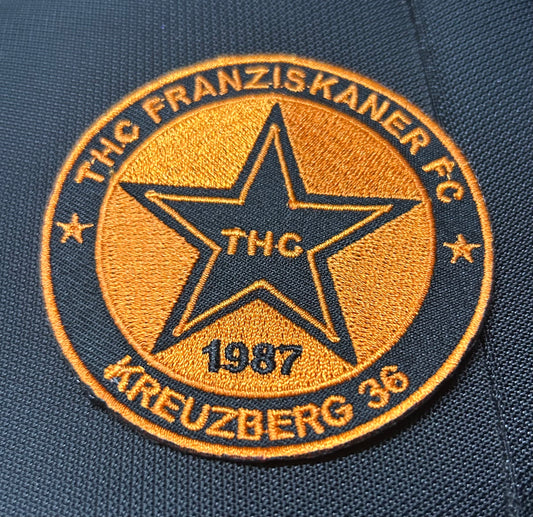 THC FRANZISKANER FC
THC
1987
KREUZBERG 36